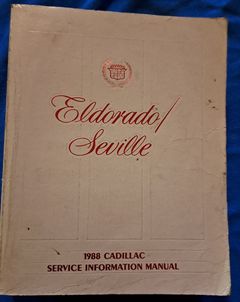 Eldorado/
Seville
1988 CADILLAC
SERVICE INFORMATION MANUAL